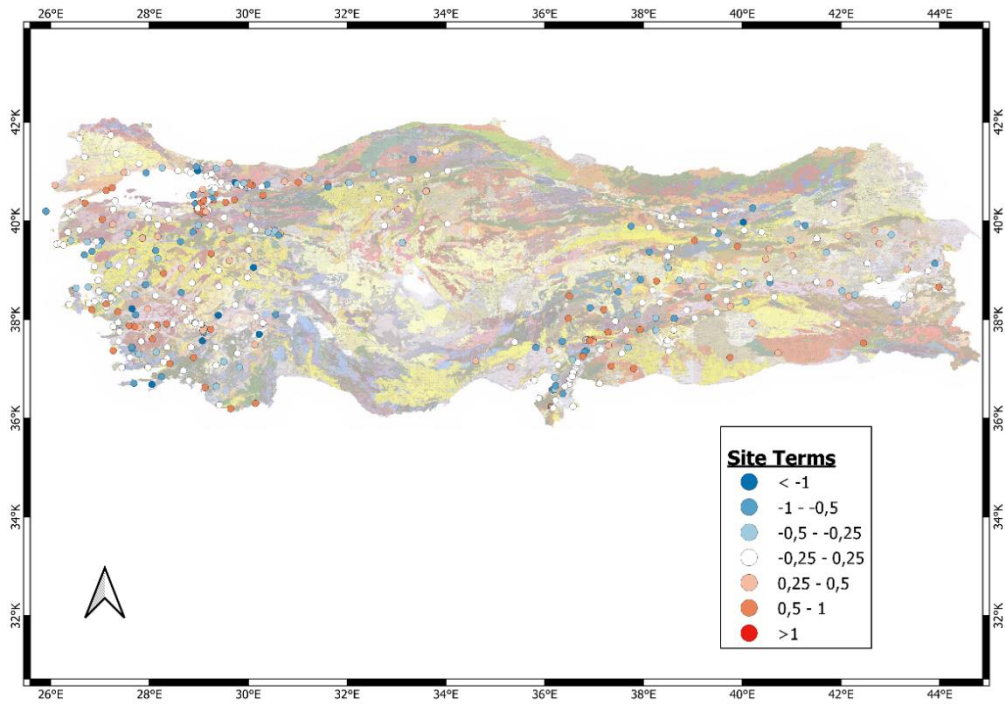 26°E 28°E 30°E 32°E 34°E 36°E 38°E 40°E 42°E 44°E
42°K 42°K
40°K 40°K
38°K 38°K
36°K 36°K
34°K 34°K
32°K 32°K
Site Terms
< -1
-1 - -0,5
-0,5 - -0,25
-0,25 - 0,25
0,25 - 0,5
0,5 - 1
>1
26°E 28°E 30°E 32°E 34°E 36°E 38°E 40°E 42°E 44°E